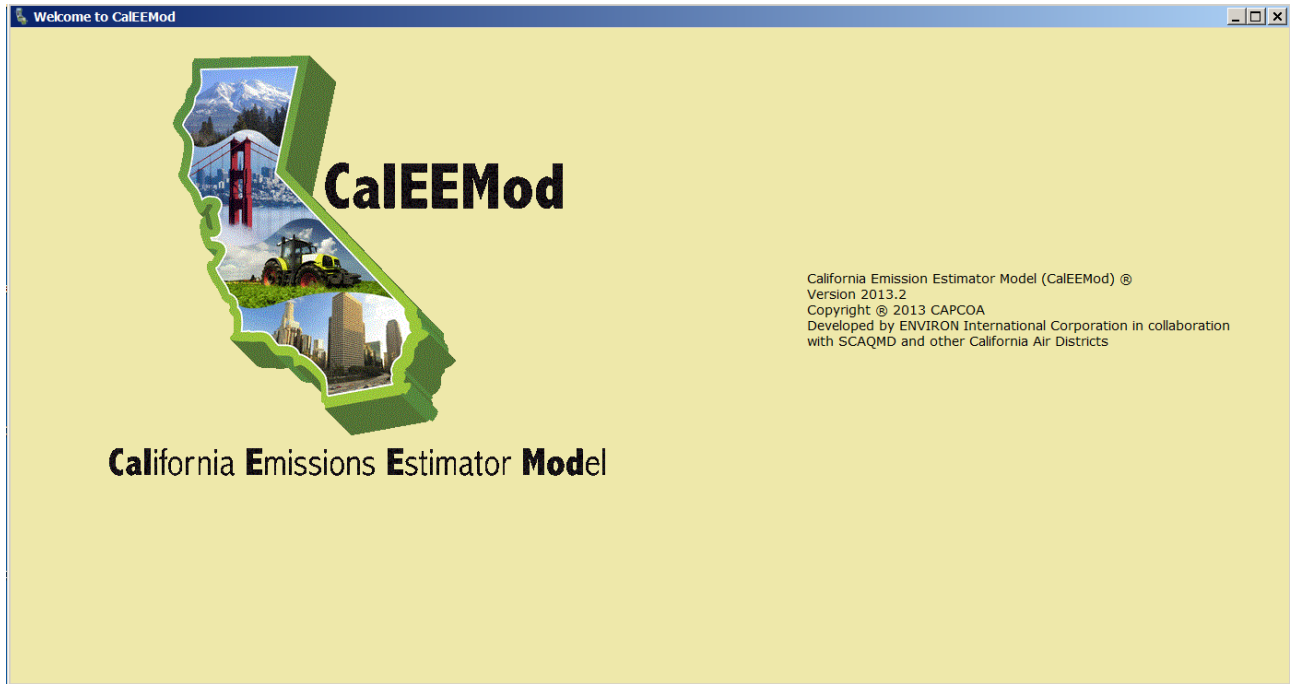 Welcome to CalEEMod
CalEEMod
California Emission Estimator Model (CalEEMod) ®
Version 2013.2
Copyright ® 2013 CAPCOA
Developed by ENVIRON International Corporation in collaboration
with SCAQMD and other California Air Districts
California Emissions Estimator Model